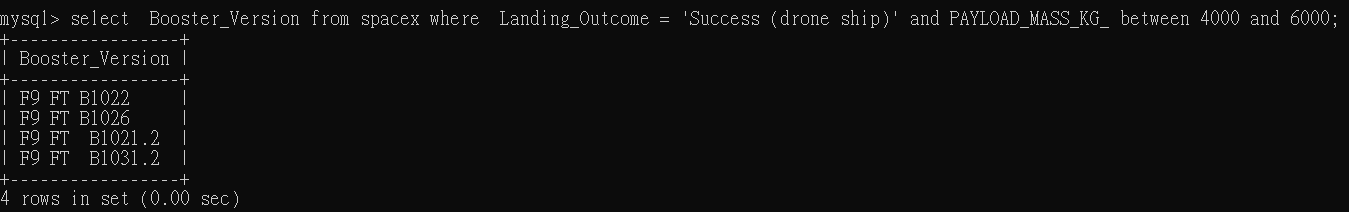 mysql> select  Booster_Version from spacex where  Landing_Outcome = 'Success (drone ship)' and PAYLOAD_MASS_KG_ between 4000 and 6000;
+-----------------+
| Booster_Version |
+-----------------+
| F9 FT B1022     |
| F9 FT B1026     |
| F9 FT  B1021.2  |
| F9 FT  B1031.2  |
+-----------------+
4 rows in set (0.00 sec)